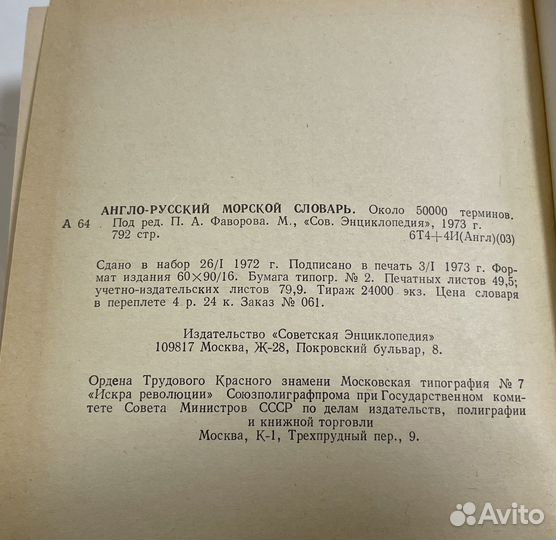 АНГЛО-РУССКИЙ МОРСКОЙ СЛОВАРЬ. Около 50000 терминов.
А 64 Под ред. П. А. Фаворова. М., «Сов. Энциклопедия», 1973 г.
792 стр. 6Т4+4И(Англ)(03)
Сдано в набор 26/I 1972 г. Подписано в печать 3/I 1973 г. Фор-
мат издания 60×90/16. Бумага типогр. № 2. Печатных листов 49,5;
учетно-издательских листов 79,9. Тираж 24000 экз. Цена словаря
в переплете 4 р. 24 к. Заказ № 061.
Издательство «Советская Энциклопедия»
109817 Москва, Ж-28, Покровский бульвар, 8.
Ордена Трудового Красного знамени Московская типография № 7
«Искра революции» Союзполиграфпрома при Государственном коми-
тете Совета Министров СССР по делам издательств, полиграфии
и книжной торговли
Москва, К-1, Трехпрудный пер., 9.
Avito